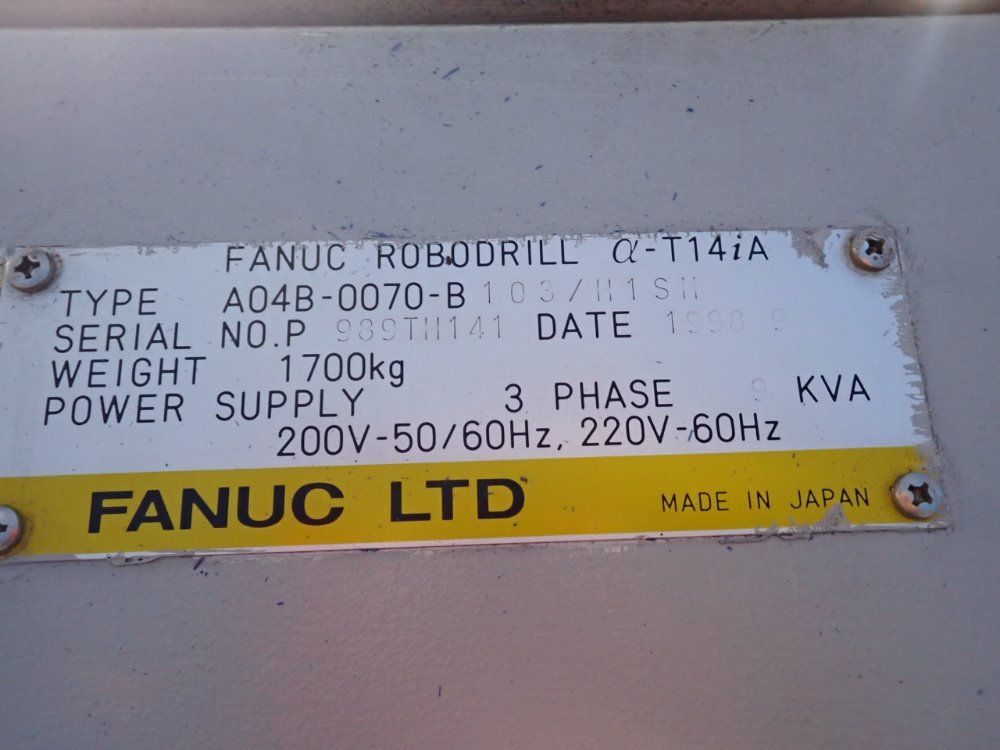 FANUC ROBODRILL α-T14iA
TYPE A04B-0070-B103/H1SH
SERIAL NO.P 989TH141 DATE 1998-9
WEIGHT 1700kg
POWER SUPPLY 3 PHASE 9 KVA
200V-50/60Hz, 220V-60Hz
FANUC LTD MADE IN JAPAN